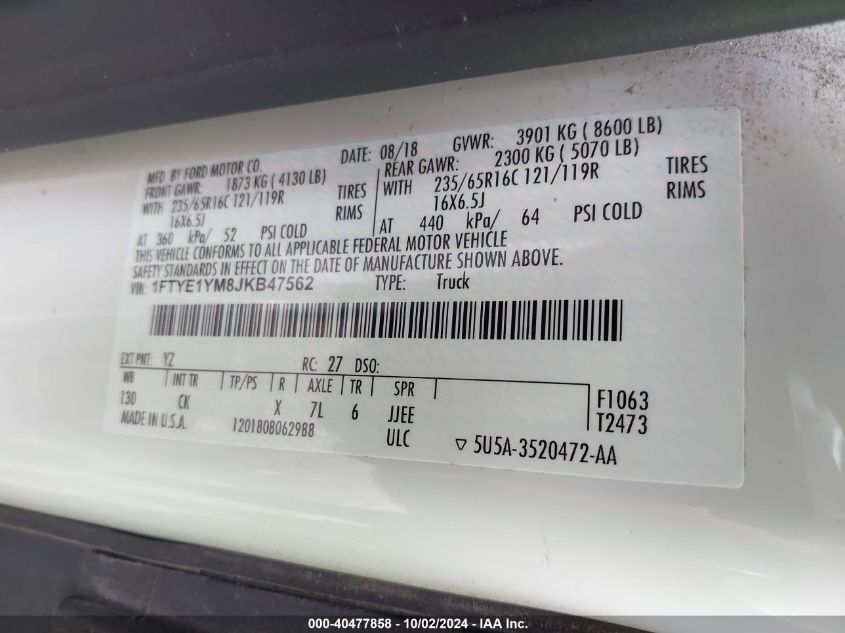 MFD. BY FORD MOTOR CO.
DATE: 08/18 GVWR: 3901 KG ( 8600 LB)
FRONT GAWR: 1873 KG ( 4130 LB)
WITH 235/65R16C 121/119R TIRES
16X6.5J RIMS
AT 360 kPa/ 52 PSI COLD
REAR GAWR: 2300 KG ( 5070 LB)
WITH 235/65R16C 121/119R TIRES
16X6.5J RIMS
AT 440 kPa/ 64 PSI COLD
THIS VEHICLE CONFORMS TO ALL APPLICABLE FEDERAL MOTOR VEHICLE
SAFETY STANDARDS IN EFFECT ON THE DATE OF MANUFACTURE SHOWN ABOVE.
VIN: 1FTYE1YM8JKB47562 TYPE: Truck
EXT PNT: YZ RC: 27 DSO:
WB INT TR TP/PS R AXLE TR SPR
130 CK X 7L 6 JJEE F1063
MADE IN U.S.A. 1201808062988 ULC T2473
5U5A-3520472-AA
000-40477858 - 10/02/2024 - IAA Inc.